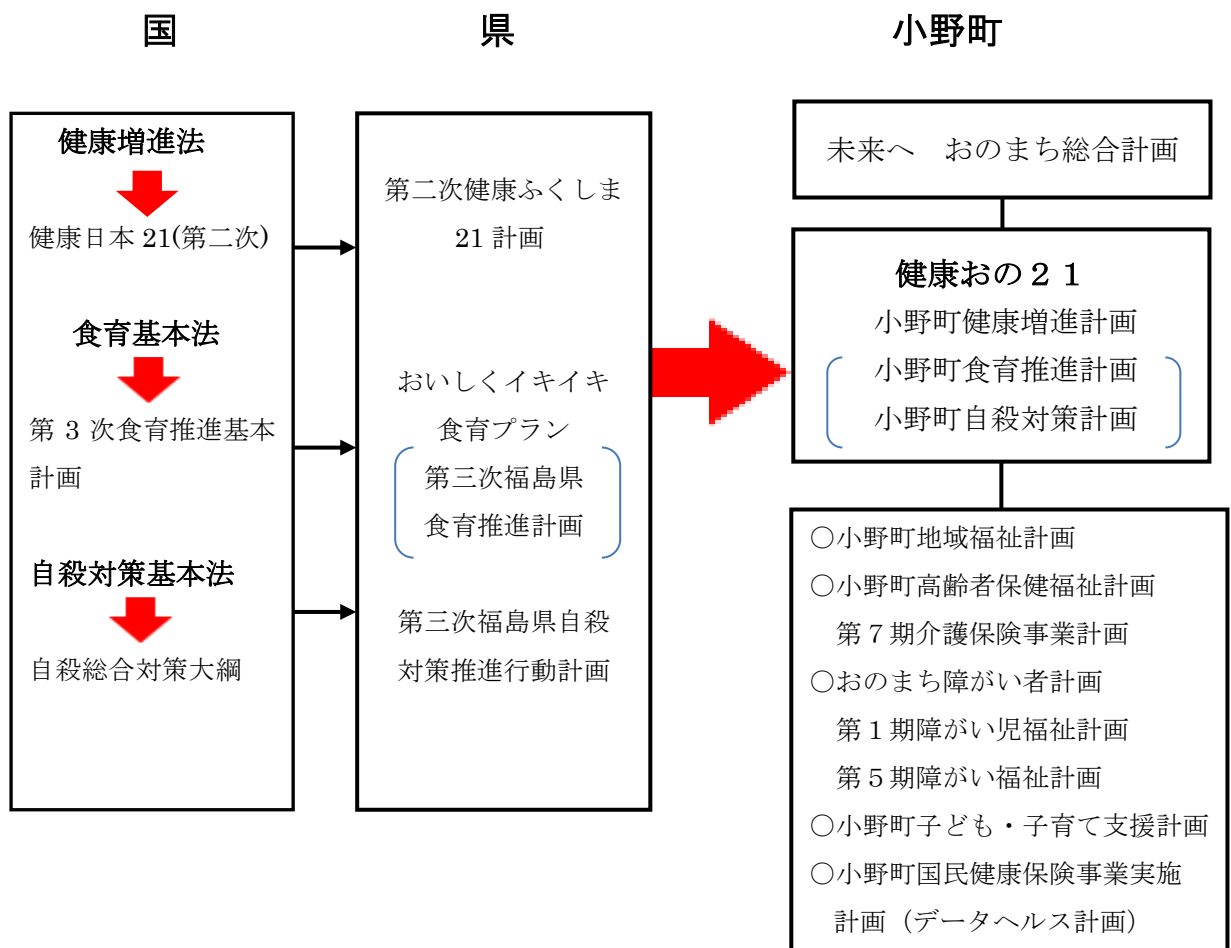 国
県
小野町
健康増進法
健康日本 21(第二次)
食育基本法
第 3 次食育推進基本
計画
自殺対策基本法
自殺総合対策大綱
第二次健康ふくしま
21 計画
おいしくイキイキ
食育プラン
第三次福島県
食育推進計画
第三次福島県自殺
対策推進行動計画
未来へ　おのまち総合計画
健康おの２１
小野町健康増進計画
小野町食育推進計画
小野町自殺対策計画
○小野町地域福祉計画
○小野町高齢者保健福祉計画
第７期介護保険事業計画
○おのまち障がい者計画
第１期障がい児福祉計画
第５期障がい福祉計画
○小野町子ども・子育て支援計画
○小野町国民健康保険事業実施
計画（データヘルス計画）